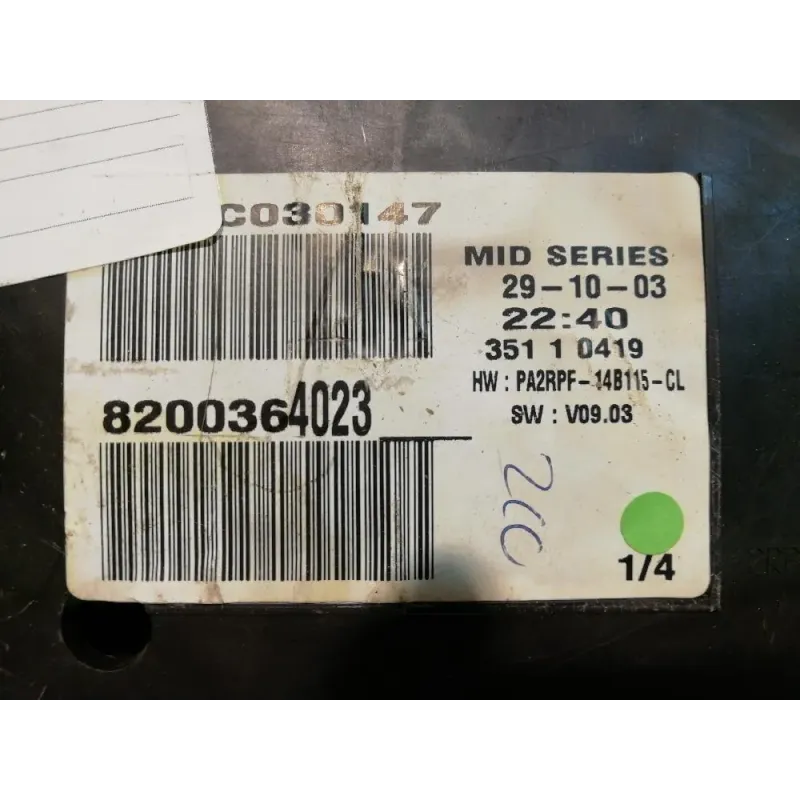 C030147
MID SERIES
29-10-03
22:40
351 1 0419
HW : PA2RPF-14B115-CL
SW : V09.03
8200364023
1/4